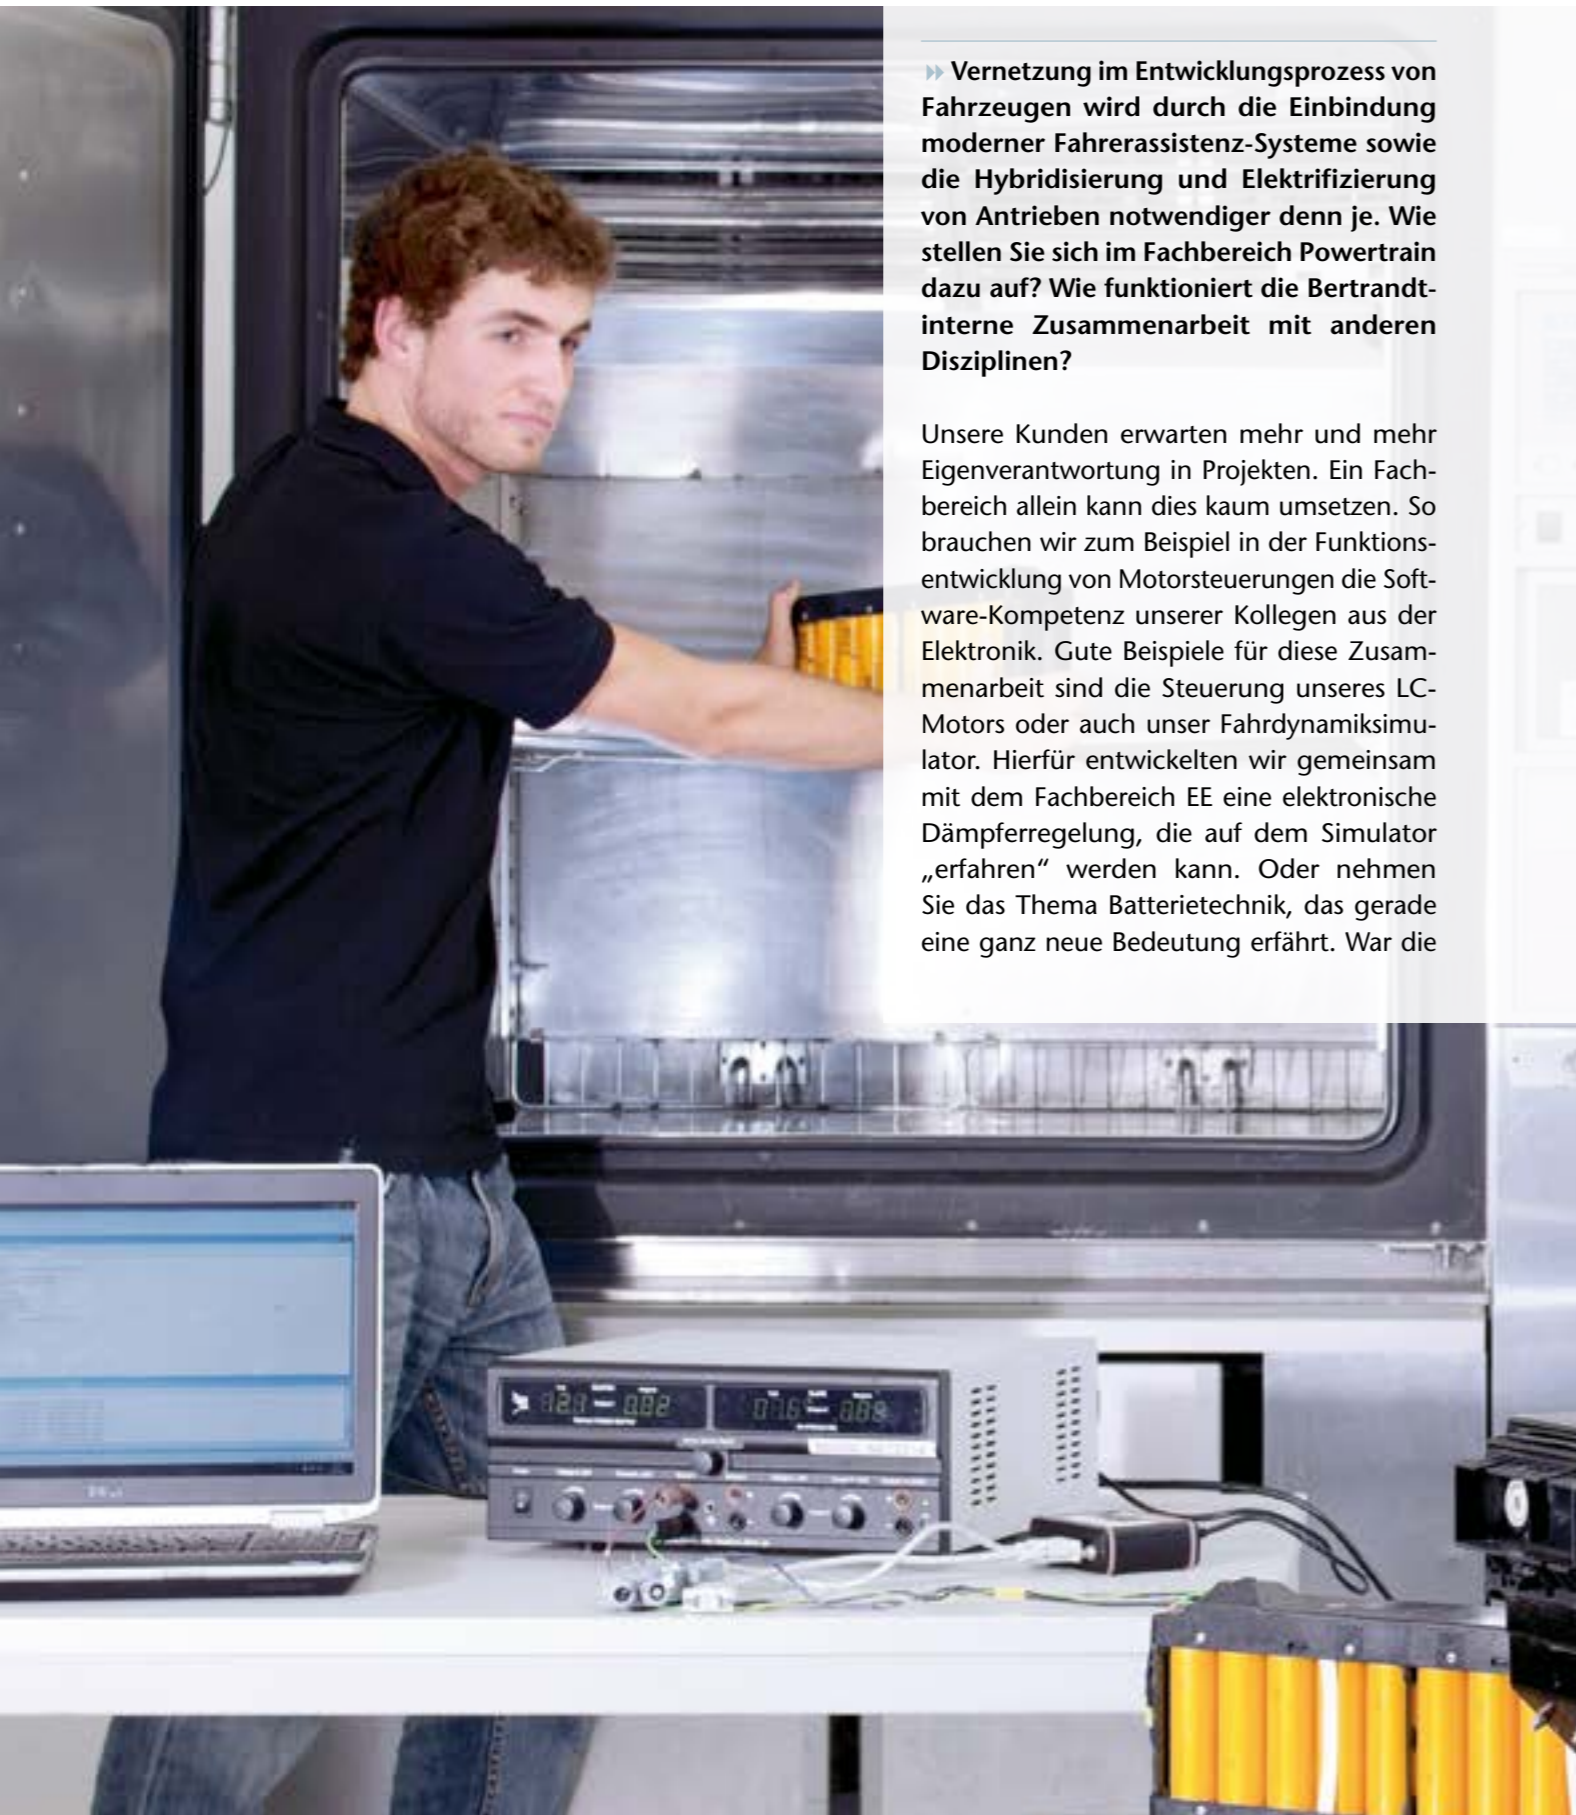 Vernetzung im Entwicklungsprozess von
Fahrzeugen wird durch die Einbindung
moderner Fahrerassistenz-Systeme sowie
die Hybridisierung und Elektrifizierung
von Antrieben notwendiger denn je. Wie
stellen Sie sich im Fachbereich Powertrain
dazu auf? Wie funktioniert die Bertrandt-
interne Zusammenarbeit mit anderen
Disziplinen?
Unsere Kunden erwarten mehr und mehr
Eigenverantwortung in Projekten. Ein Fach-
bereich allein kann dies kaum umsetzen. So
brauchen wir zum Beispiel in der Funktions-
entwicklung von Motorsteuerungen die Soft-
ware-Kompetenz unserer Kollegen aus der
Elektronik. Gute Beispiele für diese Zusam-
menarbeit sind die Steuerung unseres LC-
Motors oder auch unser Fahrdynamiksimu-
lator. Hierfür entwickelten wir gemeinsam
mit dem Fachbereich EE eine elektronische
Dämpferregelung, die auf dem Simulator
„erfahren“ werden kann. Oder nehmen
Sie das Thema Batterietechnik, das gerade
eine ganz neue Bedeutung erfährt. War die